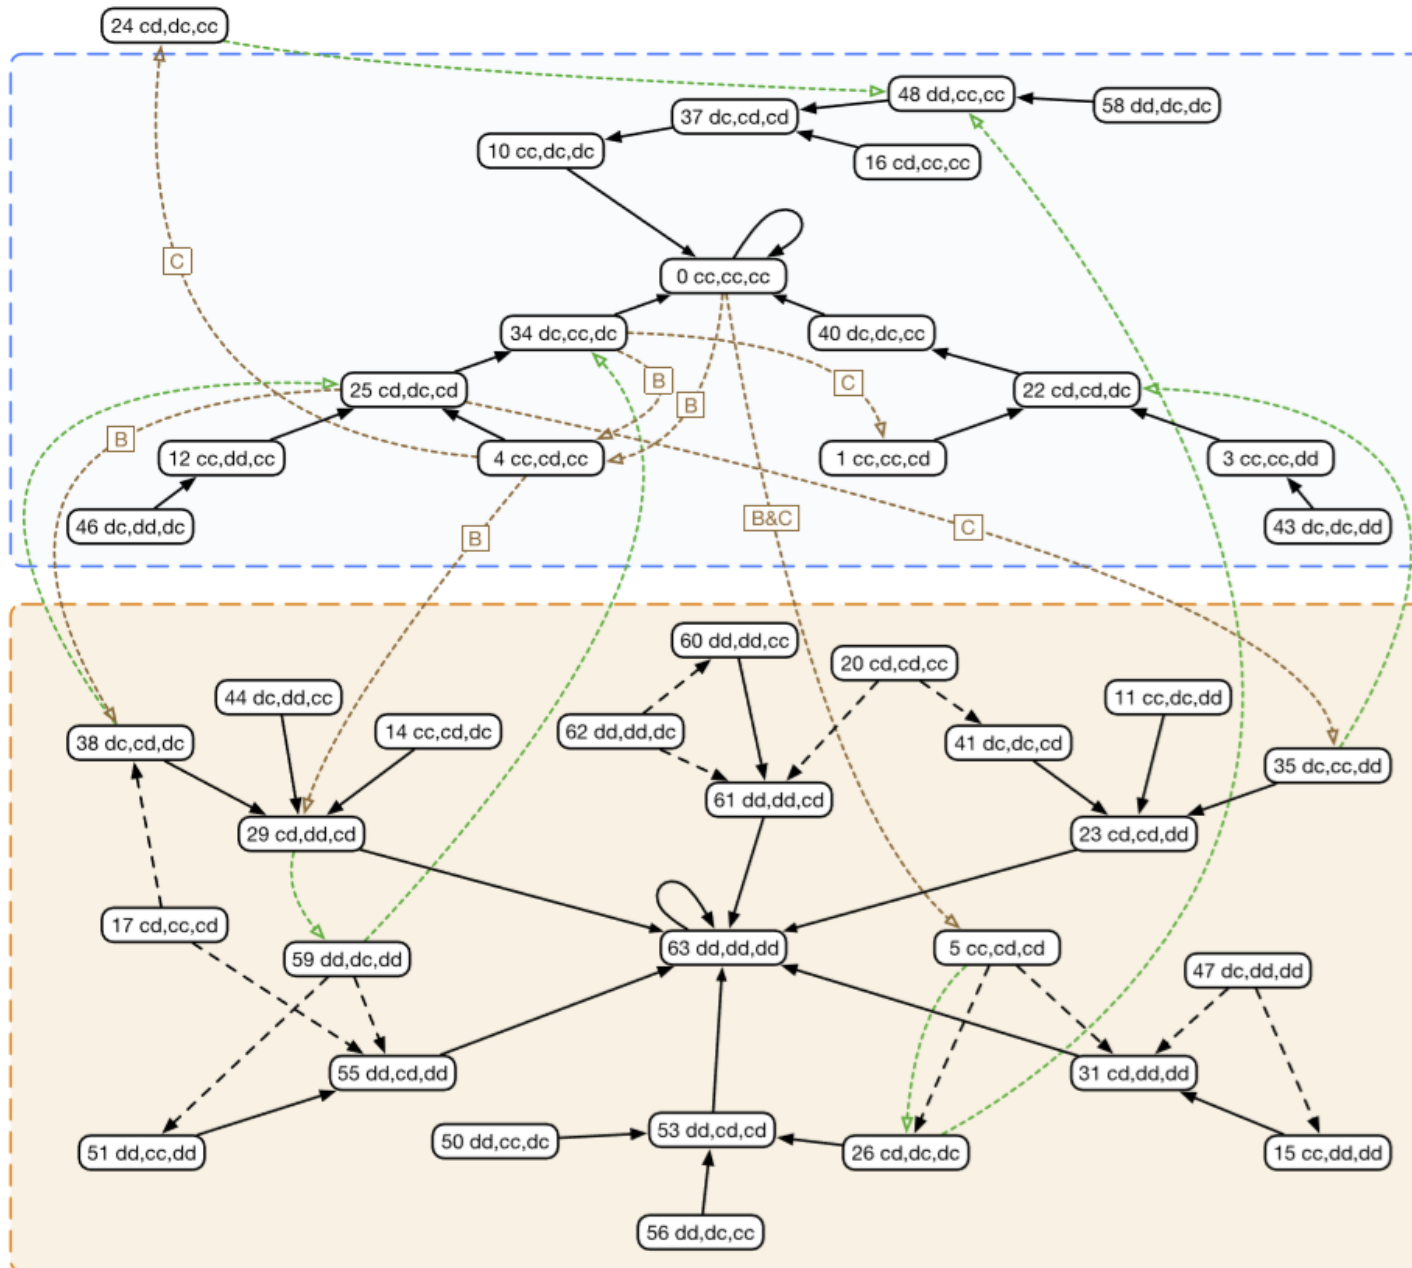 24 cd,dc,cc
48 dd,cc,cc
58 dd,dc,dc
37 dc,cd,cd
10 cc,dc,dc
16 cd,cc,cc
C
0 cc,cc,cc
34 dc,cc,dc
40 dc,dc,cc
B
C
B
25 cd,dc,cd
22 cd,cd,dc
B
12 cc,dd,cc
4 cc,cd,cc
1 cc,cc,cd
3 cc,cc,dd
46 dc,dd,dc
B
B&C
C
43 dc,dc,dd
60 dd,dd,cc
20 cd,cd,cc
44 dc,dd,cc
11 cc,dc,dd
38 dc,cd,dc
14 cc,cd,dc
62 dd,dd,dc
41 dc,dc,cd
35 dc,cc,dd
61 dd,dd,cd
29 cd,dd,cd
23 cd,cd,dd
17 cd,cc,cd
59 dd,dc,dd
63 dd,dd,dd
5 cc,cd,cd
47 dc,dd,dd
55 dd,cd,dd
31 cd,dd,dd
51 dd,cc,dd
50 dd,cc,dc
53 dd,cd,cd
26 cd,dc,dc
15 cc,dd,dd
56 dd,dc,cc